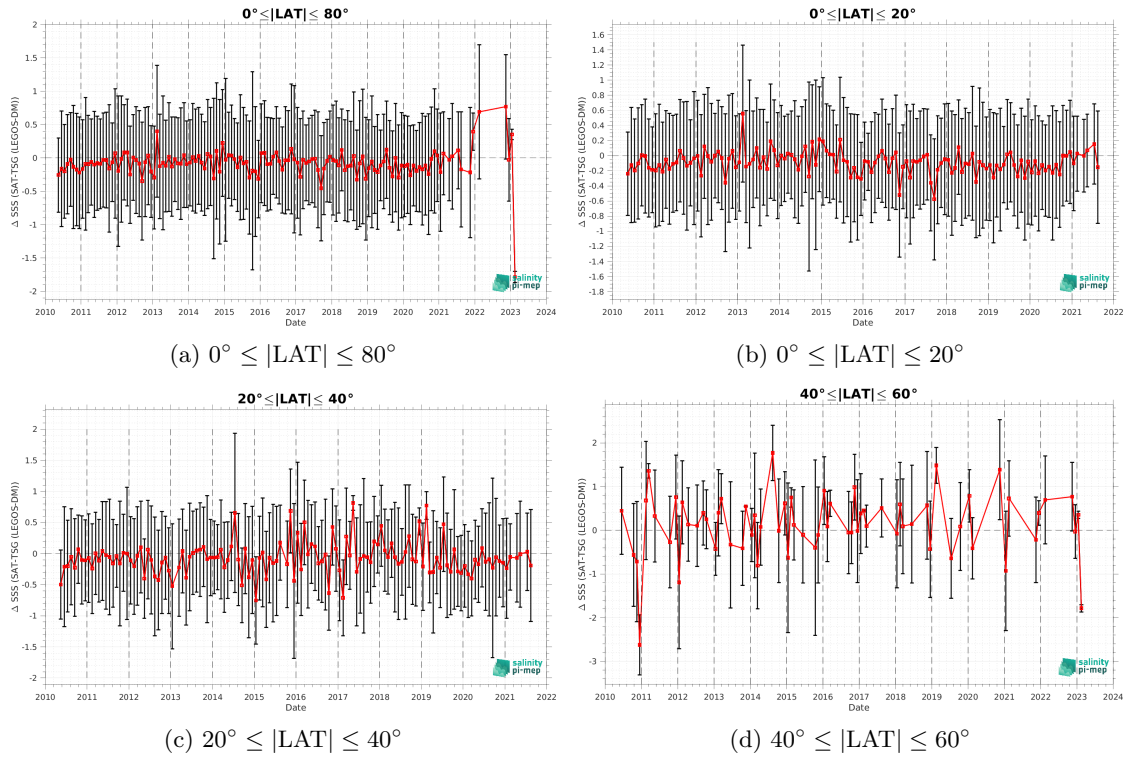 0°≤|LAT|≤ 80°
Δ SSS (SAT-TSG (LEGOS-DM))
2
1.5
1
0.5
0
-0.5
-1
-1.5
-2
2010 2011 2012 2013 2014 2015 2016 2017 2018 2019 2020 2021 2022 2023 2024
Date
salinity
pi-mep
(a) 0° ≤ |LAT| ≤ 80°
0°≤|LAT|≤ 20°
Δ SSS (SAT-TSG (LEGOS-DM))
1.6
1.4
1.2
1
0.8
0.6
0.4
0.2
0
-0.2
-0.4
-0.6
-0.8
-1
-1.2
-1.4
-1.6
-1.8
2010 2011 2012 2013 2014 2015 2016 2017 2018 2019 2020 2021 2022
Date
salinity
pi-mep
(b) 0° ≤ |LAT| ≤ 20°
20°≤|LAT|≤ 40°
Δ SSS (SAT-TSG (LEGOS-DM))
2
1.5
1
0.5
0
-0.5
-1
-1.5
-2
2010 2011 2012 2013 2014 2015 2016 2017 2018 2019 2020 2021 2022
Date
salinity
pi-mep
(c) 20° ≤ |LAT| ≤ 40°
40°≤|LAT|≤ 60°
Δ SSS (SAT-TSG (LEGOS-DM))
2
1
0
-1
-2
-3
2010 2011 2012 2013 2014 2015 2016 2017 2018 2019 2020 2021 2022 2023 2024
Date
salinity
pi-mep
(d) 40° ≤ |LAT| ≤ 60°